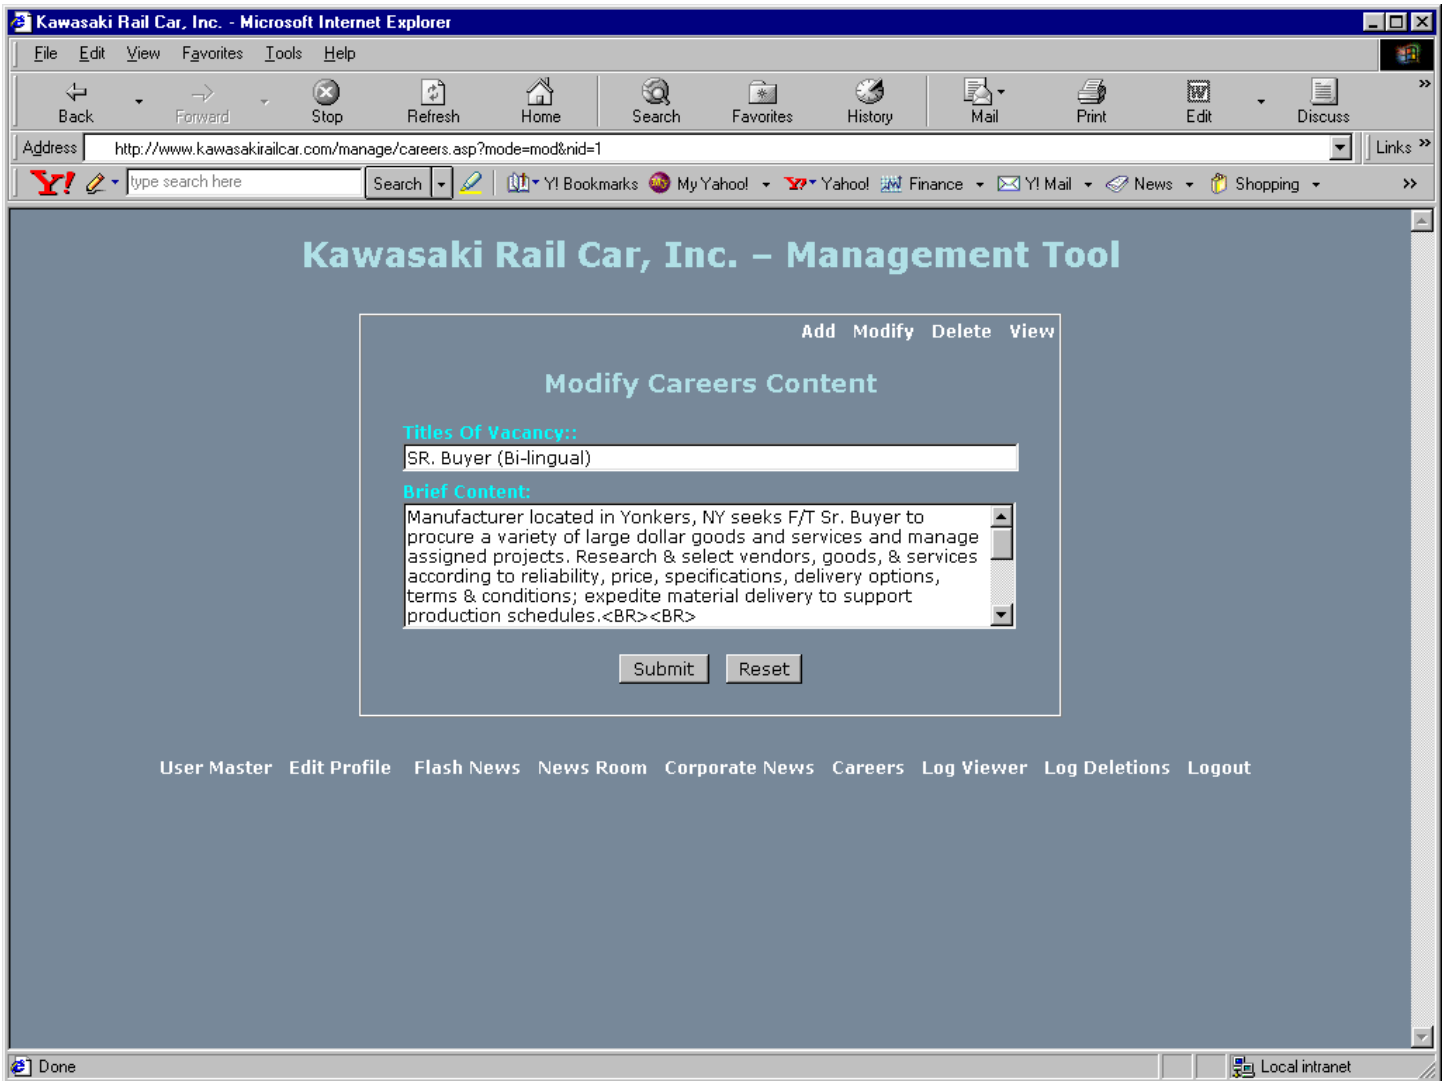 Kawasaki Rail Car, Inc. - Microsoft Internet Explorer
File Edit View Favorites Tools Help
Back Forward Stop Refresh Home Search Favorites History Mail Print Edit Discuss »
Address http://www.kawasakirailcar.com/manage/careers.asp?mode=mod&nid=1 Links »
Y! type search here Search Y! Bookmarks My Yahoo! Yahoo! Finance Y! Mail News Shopping »
Kawasaki Rail Car, Inc. – Management Tool
Add Modify Delete View
Modify Careers Content
Titles Of Vacancy::
SR. Buyer (Bi-lingual)
Brief Content:
Manufacturer located in Yonkers, NY seeks F/T Sr. Buyer to
procure a variety of large dollar goods and services and manage
assigned projects. Research & select vendors, goods, & services
according to reliability, price, specifications, delivery options,
terms & conditions; expedite material delivery to support
production schedules.<BR><BR>
Submit Reset
User Master Edit Profile Flash News News Room Corporate News Careers Log Viewer Log Deletions Logout
Done Local intranet